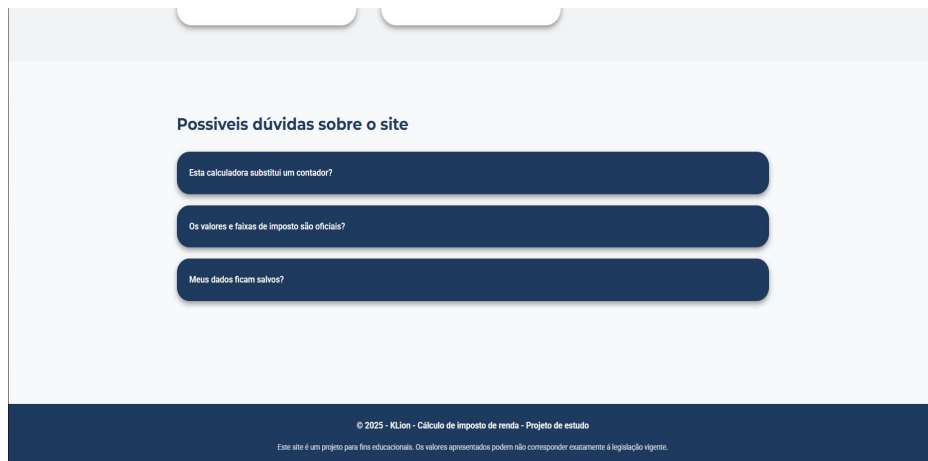 Possiveis dúvidas sobre o site
Esta calculadora substitui um contador?
Os valores e faixas de imposto são oficiais?
Meus dados ficam salvos?
© 2025 - KLion - Cálculo de imposto de renda - Projeto de estudo
Este site é um projeto para fins educacionais. Os valores apresentados podem não corresponder exatamente á legislação vigente.